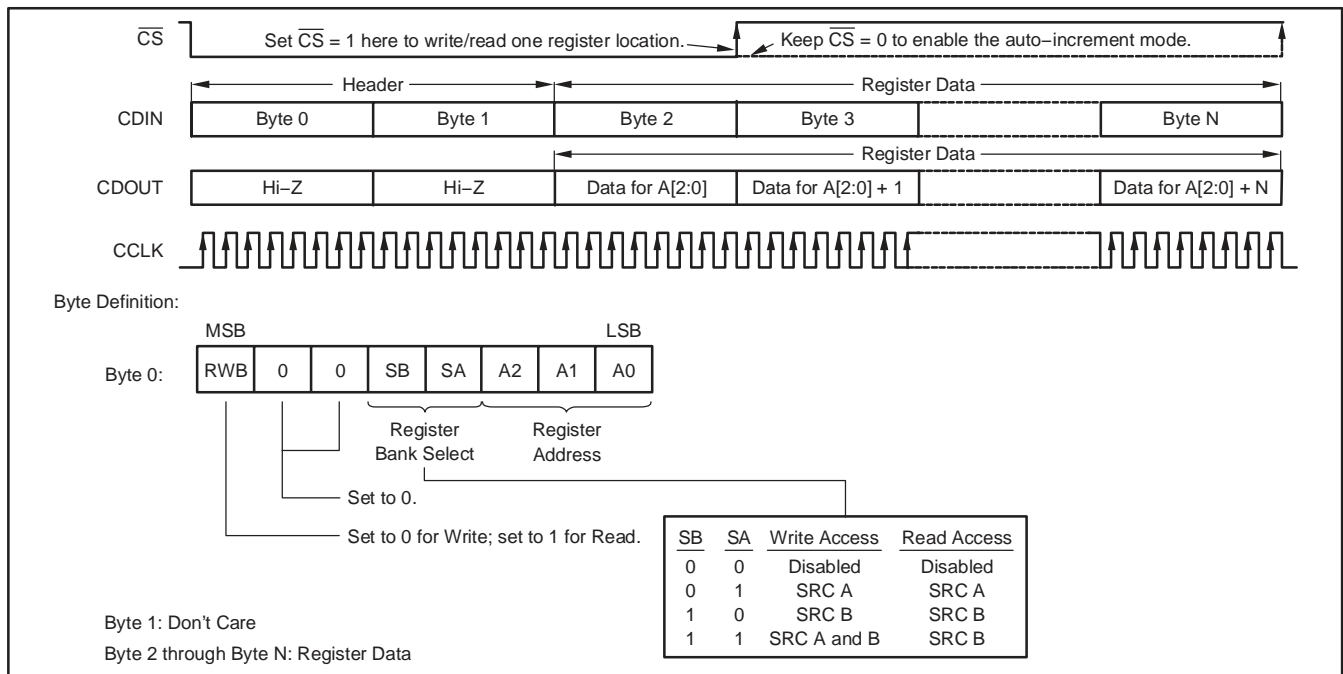 CS Set CS = 1 here to write/read one register location. Keep CS = 0 to enable the auto−increment mode.
Header Register Data
CDIN Byte 0 Byte 1 Byte 2 Byte 3 Byte N
Register Data
CDOUT Hi−Z Hi−Z Data for A[2:0] Data for A[2:0] + 1 Data for A[2:0] + N
CCLK
Byte Definition:
MSB LSB
Byte 0: RWB 0 0 SB SA A2 A1 A0
Register Bank Select
Register Address
Set to 0.
Set to 0 for Write; set to 1 for Read.
SB SA Write Access Read Access
0 0 Disabled Disabled
0 1 SRC A SRC A
1 0 SRC B SRC B
1 1 SRC A and B SRC B
Byte 1: Don't Care
Byte 2 through Byte N: Register Data